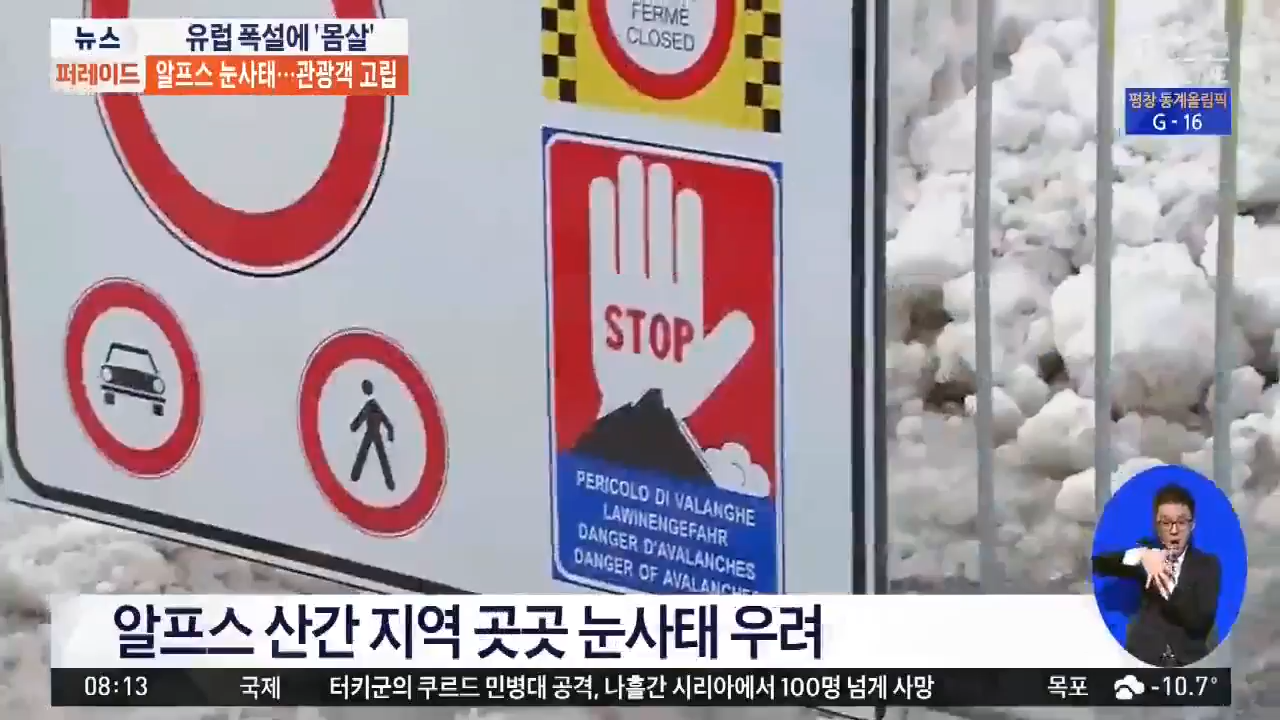 뉴스
퍼레이드
유럽 폭설에 '몸살'
알프스 눈사태…관광객 고립
FERMÉ
CLOSED
평창 동계올림픽
G - 16
STOP
PERICOLO DI VALANGHE
LAWINENGEFAHR
DANGER D'AVALANCHES
DANGER OF AVALANCHES
알프스 산간 지역 곳곳 눈사태 우려
08:13 국제 터키군의 쿠르드 민병대 공격, 나흘간 시리아에서 100명 넘게 사망 목포 -10.7°